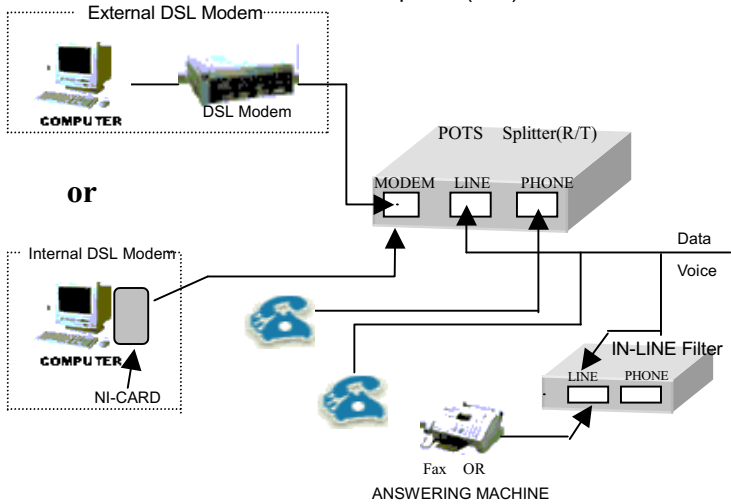 External DSL Modem
COMPUTER
DSL Modem
POTS Splitter(R/T)
MODEM LINE PHONE
or
Data
Voice
Internal DSL Modem
COMPUTER
NI-CARD
IN-LINE Filter
LINE PHONE
Fax OR
ANSWERING MACHINE